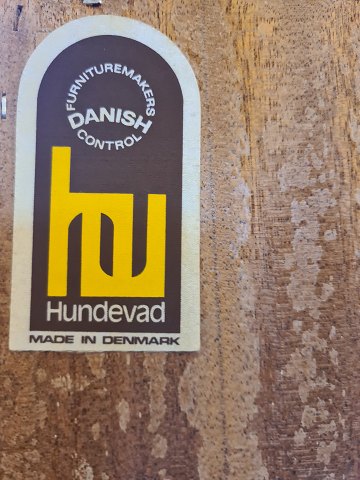 FURNITUREMAKERS
DANISH
CONTROL
hu
Hundevad
MADE IN DENMARK